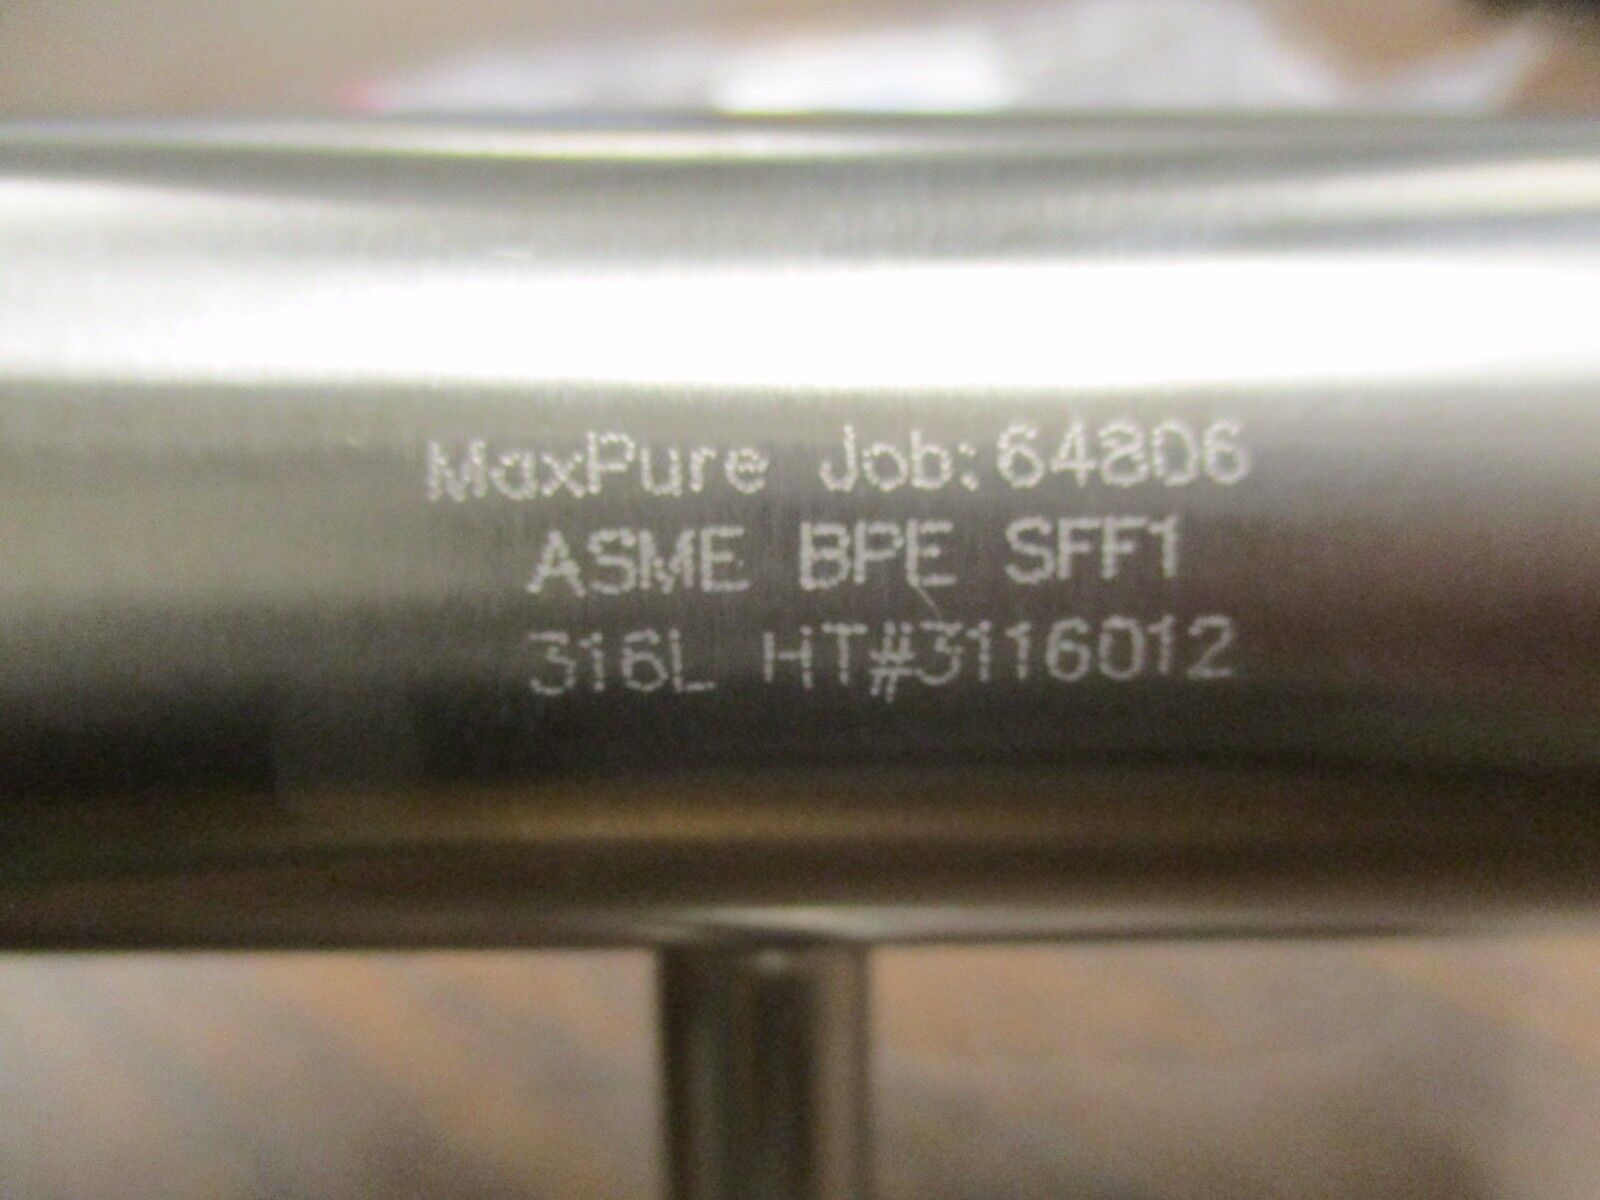 MaxPure Job:64806
ASME BPE SFF1
316L HT#3116012